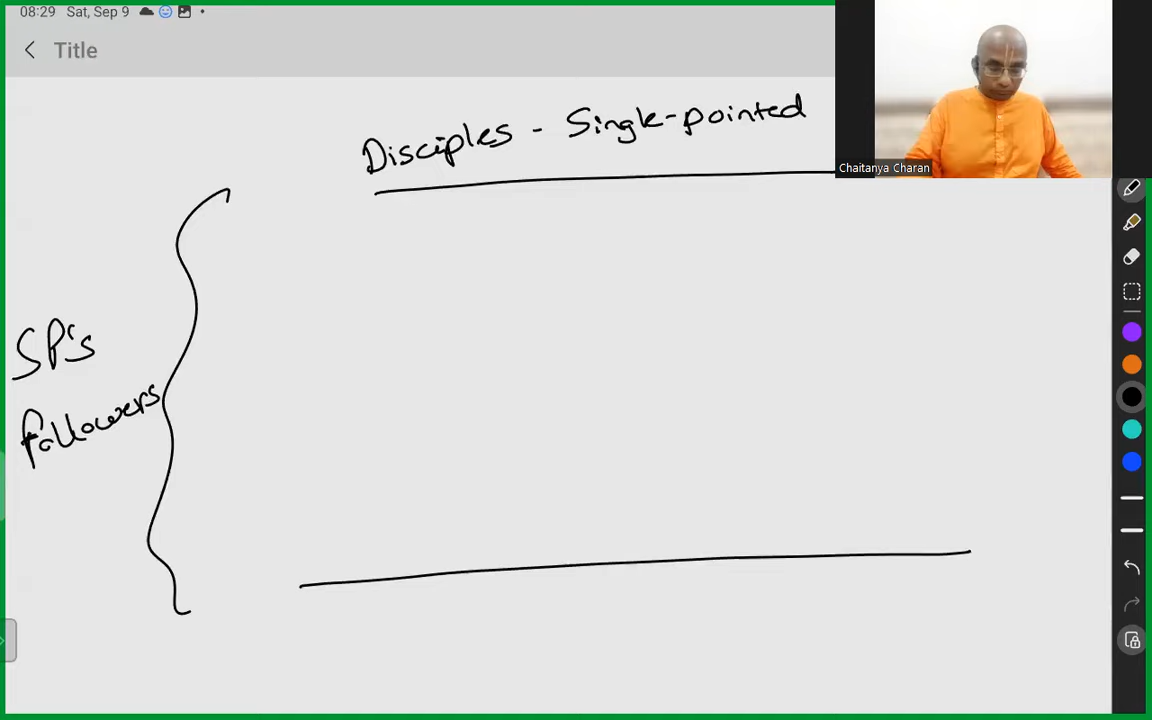 08:29 Sat, Sep 9
Title
Chaitanya Charan
Disciples - Single-pointed
SP's
followers